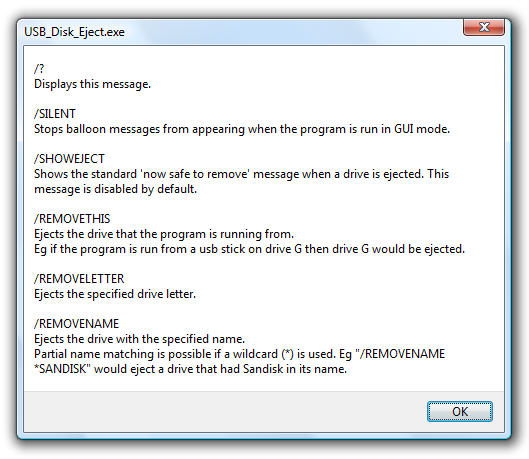 USB_Disk_Eject.exe
/?
Displays this message.
/SILENT
Stops balloon messages from appearing when the program is run in GUI mode.
/SHOWEJECT
Shows the standard 'now safe to remove' message when a drive is ejected. This
message is disabled by default.
/REMOVETHIS
Ejects the drive that the program is running from.
Eg if the program is run from a usb stick on drive G then drive G would be ejected.
/REMOVELETTER
Ejects the specified drive letter.
/REMOVENAME
Ejects the drive with the specified name.
Partial name matching is possible if a wildcard (*) is used. Eg "/REMOVENAME
*SANDISK" would eject a drive that had Sandisk in its name.
OK